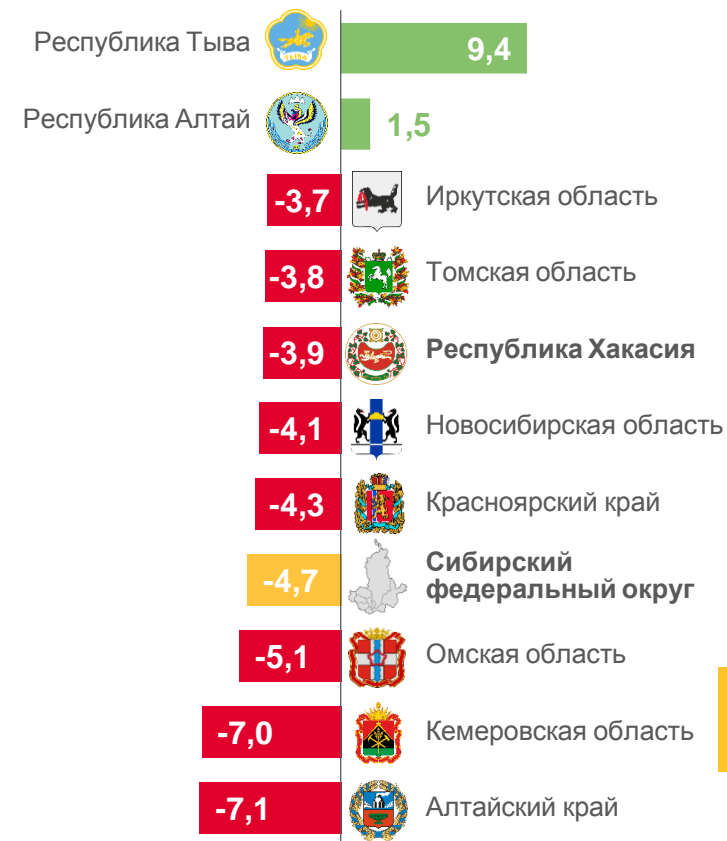 Республика Тыва
ТЫВА
9,4
Республика Алтай
1,5
-3,7
Иркутская область
-3,8
Томская область
-3,9
Республика Хакасия
-4,1
Новосибирская область
-4,3
Красноярский край
-4,7
Сибирский
федеральный округ
-5,1
Омская область
-7,0
Кемеровская область
-7,1
Алтайский край